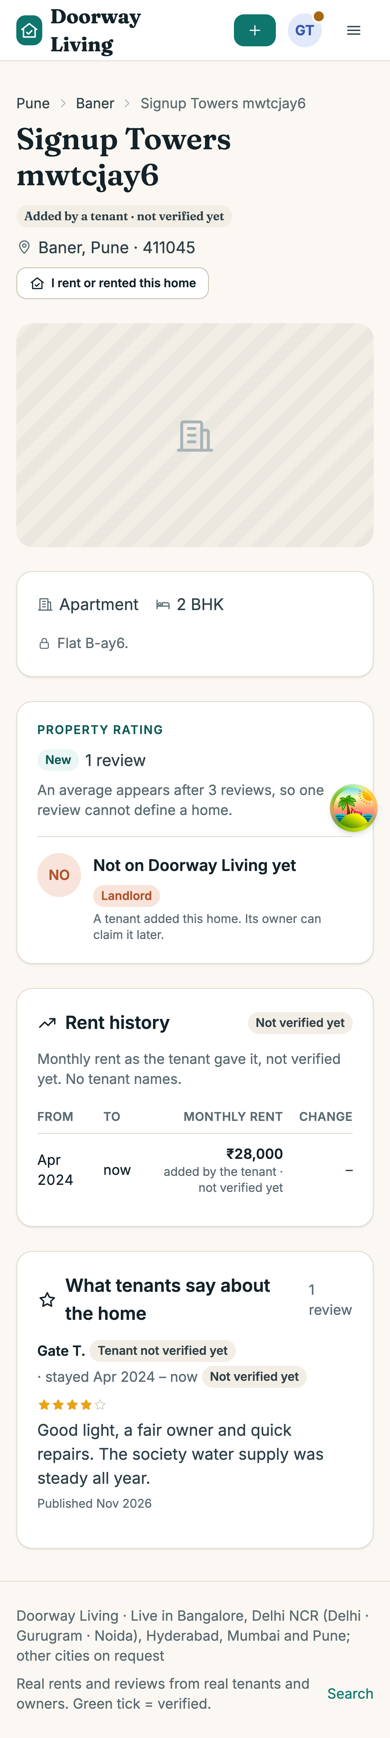 Doorway
Living
GT
Pune > Baner > Signup Towers mwtcjay6
Signup Towers
mwtcjay6
Added by a tenant · not verified yet
Baner, Pune · 411045
I rent or rented this home
Apartment 2 BHK
Flat B-ay6.
PROPERTY RATING
New 1 review
An average appears after 3 reviews, so one
review cannot define a home.
NO
Not on Doorway Living yet
Landlord
A tenant added this home. Its owner can
claim it later.
Rent history
Not verified yet
Monthly rent as the tenant gave it, not verified
yet. No tenant names.
FROM TO MONTHLY RENT CHANGE
Apr
2024
now
₹28,000
added by the tenant ·
not verified yet
–
What tenants say about
the home
1
review
Gate T. Tenant not verified yet
· stayed Apr 2024 – now Not verified yet
Good light, a fair owner and quick
repairs. The society water supply was
steady all year.
Published Nov 2026
Doorway Living · Live in Bangalore, Delhi NCR (Delhi ·
Gurugram · Noida), Hyderabad, Mumbai and Pune;
other cities on request
Real rents and reviews from real tenants and
owners. Green tick = verified.
Search